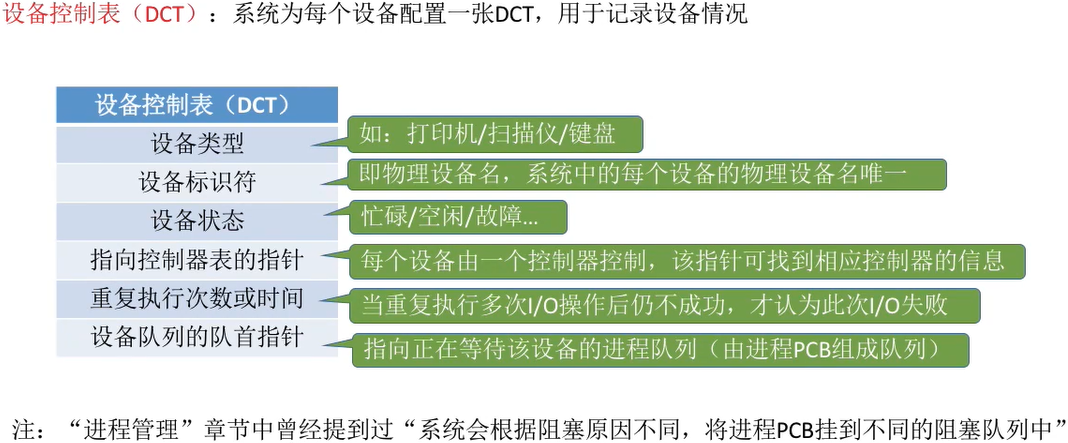 设备控制表（DCT）：系统为每个设备配置一张DCT，用于记录设备情况
设备控制表（DCT）
设备类型
如：打印机/扫描仪/键盘
设备标识符
即物理设备名，系统中的每个设备的物理设备名唯一
设备状态
忙碌/空闲/故障...
指向控制器表的指针
每个设备由一个控制器控制，该指针可找到相应控制器的信息
重复执行次数或时间
当重复执行多次I/O操作后仍不成功，才认为此次I/O失败
设备队列的队首指针
指向正在等待该设备的进程队列（由进程PCB组成队列）
注：“进程管理”章节中曾经提到过“系统会根据阻塞原因不同，将进程PCB挂到不同的阻塞队列中”